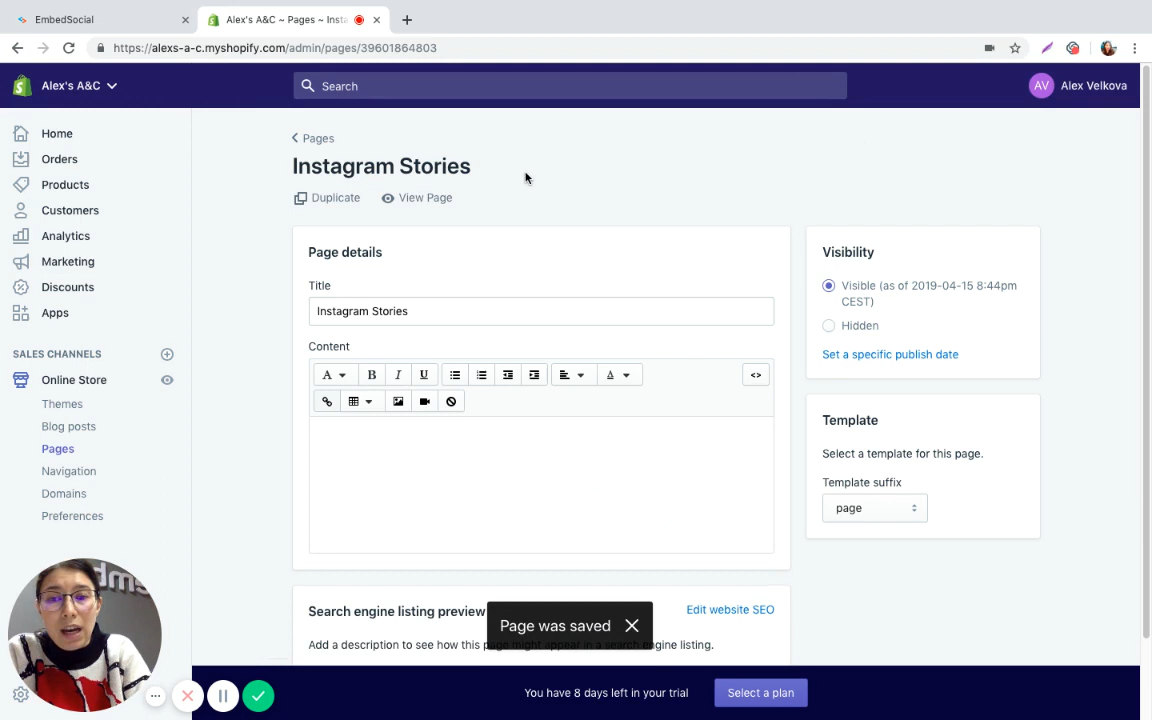 EmbedSocial
Alex's A&C ~ Pages ~ Insta
https://alexs-a-c.myshopify.com/admin/pages/39601864803
Alex's A&C
Search
AV Alex Velkova
Home
Orders
Products
Customers
Analytics
Marketing
Discounts
Apps
SALES CHANNELS
Online Store
Themes
Blog posts
Pages
Navigation
Domains
Preferences
Pages
Instagram Stories
Duplicate
View Page
Page details
Title
Instagram Stories
Content
A
B
I
U
A
<>
Visibility
Visible (as of 2019-04-15 8:44pm
CEST)
Hidden
Set a specific publish date
Template
Select a template for this page.
Template suffix
page
Search engine listing preview
Edit website SEO
Add a description to see how this page might appear in a search engine listing.
Page was saved
You have 8 days left in your trial
Select a plan